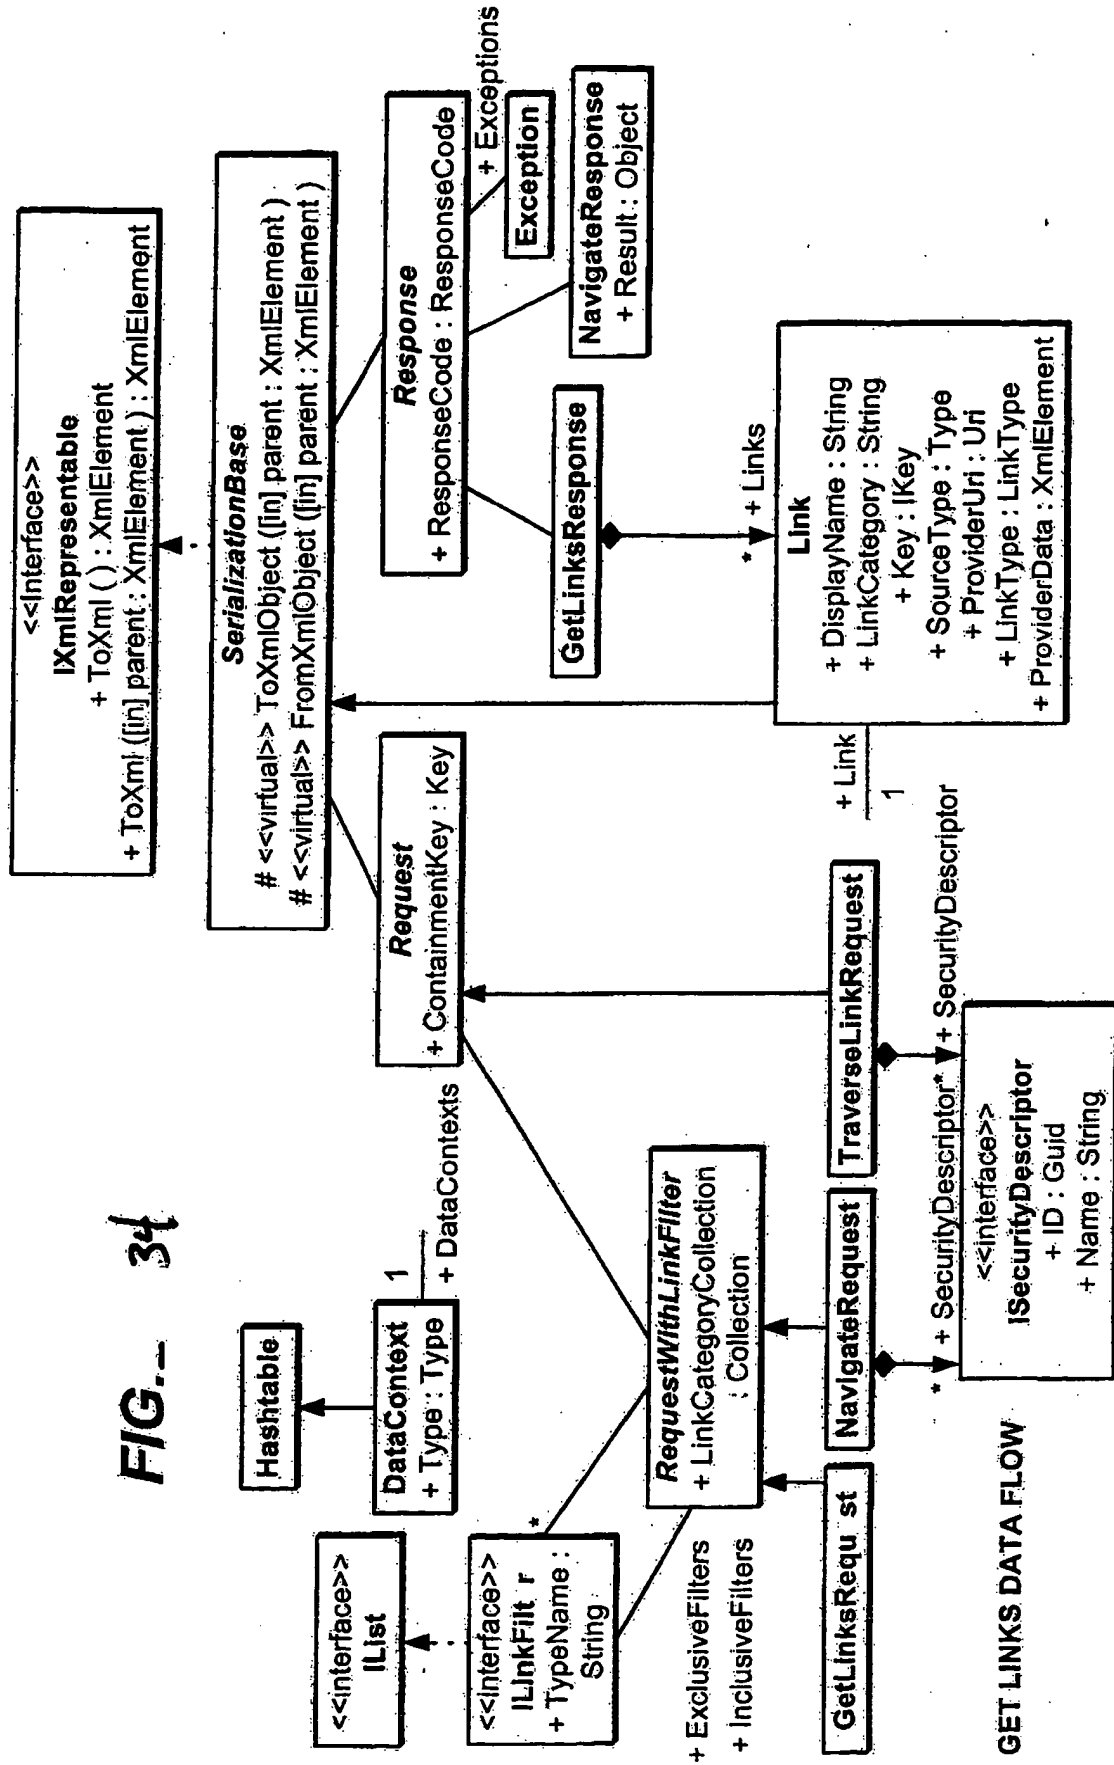 FIG._ 34
<<interface>>
IXmlRepresentable
+ ToXml ( ) : XmlElement
+ ToXml ([in] parent : XmlElement ) : XmlElement
SerializationBase
# <<virtual>> ToXmlObject ([in] parent : XmlElement )
# <<virtual>> FromXmlObject ([in] parent : XmlElement )
Hashtable
DataContext
+ Type : Type
1
+ DataContexts
<<interface>>
IList
Request
+ ContainmentKey : Key
Response
+ ResponseCode : ResponseCode
+ Exceptions
Exception
<<interface>>
ILinkFilt r
+ TypeName :
String
*
NavigateResponse
+ Result : Object
GetLinksResponse
RequestWithLinkFilter
+ LinkCategoryCollection
: Collection
+ ExclusiveFilters
+ InclusiveFilters
* + Links
Link
+ DisplayName : String
+ LinkCategory : String
+ Key : IKey
+ SourceType : Type
+ ProviderUri : Uri
+ LinkType : LinkType
+ ProviderData : XmlElement
+ Link
1
GetLinksRequ st
NavigateRequest
TraverseLinkRequest
* + SecurityDescriptor
* + SecurityDescriptor
<<interface>>
ISecurityDescriptor
+ ID : Guid
+ Name : String
GET LINKS DATA FLOW